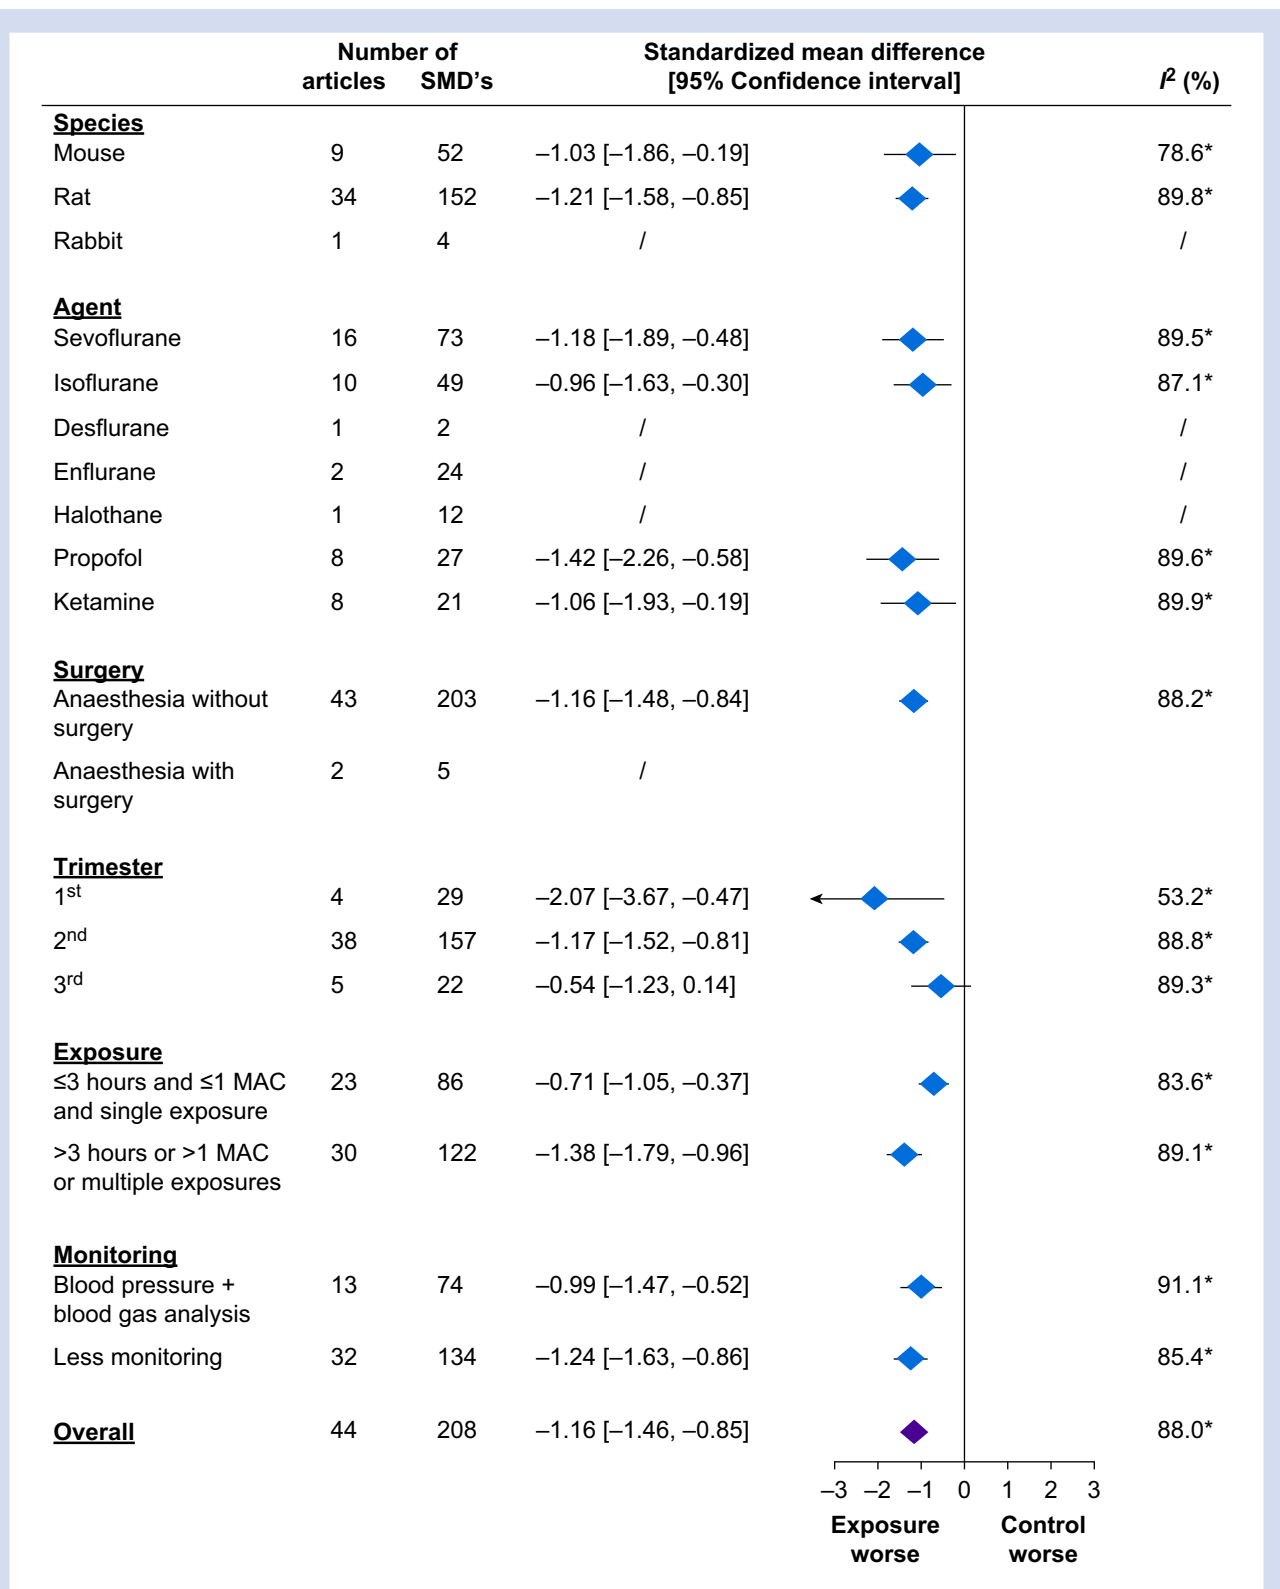 Number of Standardized mean difference
articles SMD's [95% Confidence interval] I2 (%)
Species
Mouse 9 52 –1.03 [–1.86, –0.19] 78.6*
Rat 34 152 –1.21 [–1.58, –0.85] 89.8*
Rabbit 1 4 / /
Agent
Sevoflurane 16 73 –1.18 [–1.89, –0.48] 89.5*
Isoflurane 10 49 –0.96 [–1.63, –0.30] 87.1*
Desflurane 1 2 / /
Enflurane 2 24 / /
Halothane 1 12 / /
Propofol 8 27 –1.42 [–2.26, –0.58] 89.6*
Ketamine 8 21 –1.06 [–1.93, –0.19] 89.9*
Surgery
Anaesthesia without 43 203 –1.16 [–1.48, –0.84] 88.2*
surgery
Anaesthesia with 2 5 /
surgery
Trimester
1st 4 29 –2.07 [–3.67, –0.47] 53.2*
2nd 38 157 –1.17 [–1.52, –0.81] 88.8*
3rd 5 22 –0.54 [–1.23, 0.14] 89.3*
Exposure
≤3 hours and ≤1 MAC 23 86 –0.71 [–1.05, –0.37] 83.6*
and single exposure
>3 hours or >1 MAC 30 122 –1.38 [–1.79, –0.96] 89.1*
or multiple exposures
Monitoring
Blood pressure + 13 74 –0.99 [–1.47, –0.52] 91.1*
blood gas analysis
Less monitoring 32 134 –1.24 [–1.63, –0.86] 85.4*
Overall 44 208 –1.16 [–1.46, –0.85] 88.0*
–3 –2 –1 0 1 2 3
Exposure Control
worse worse